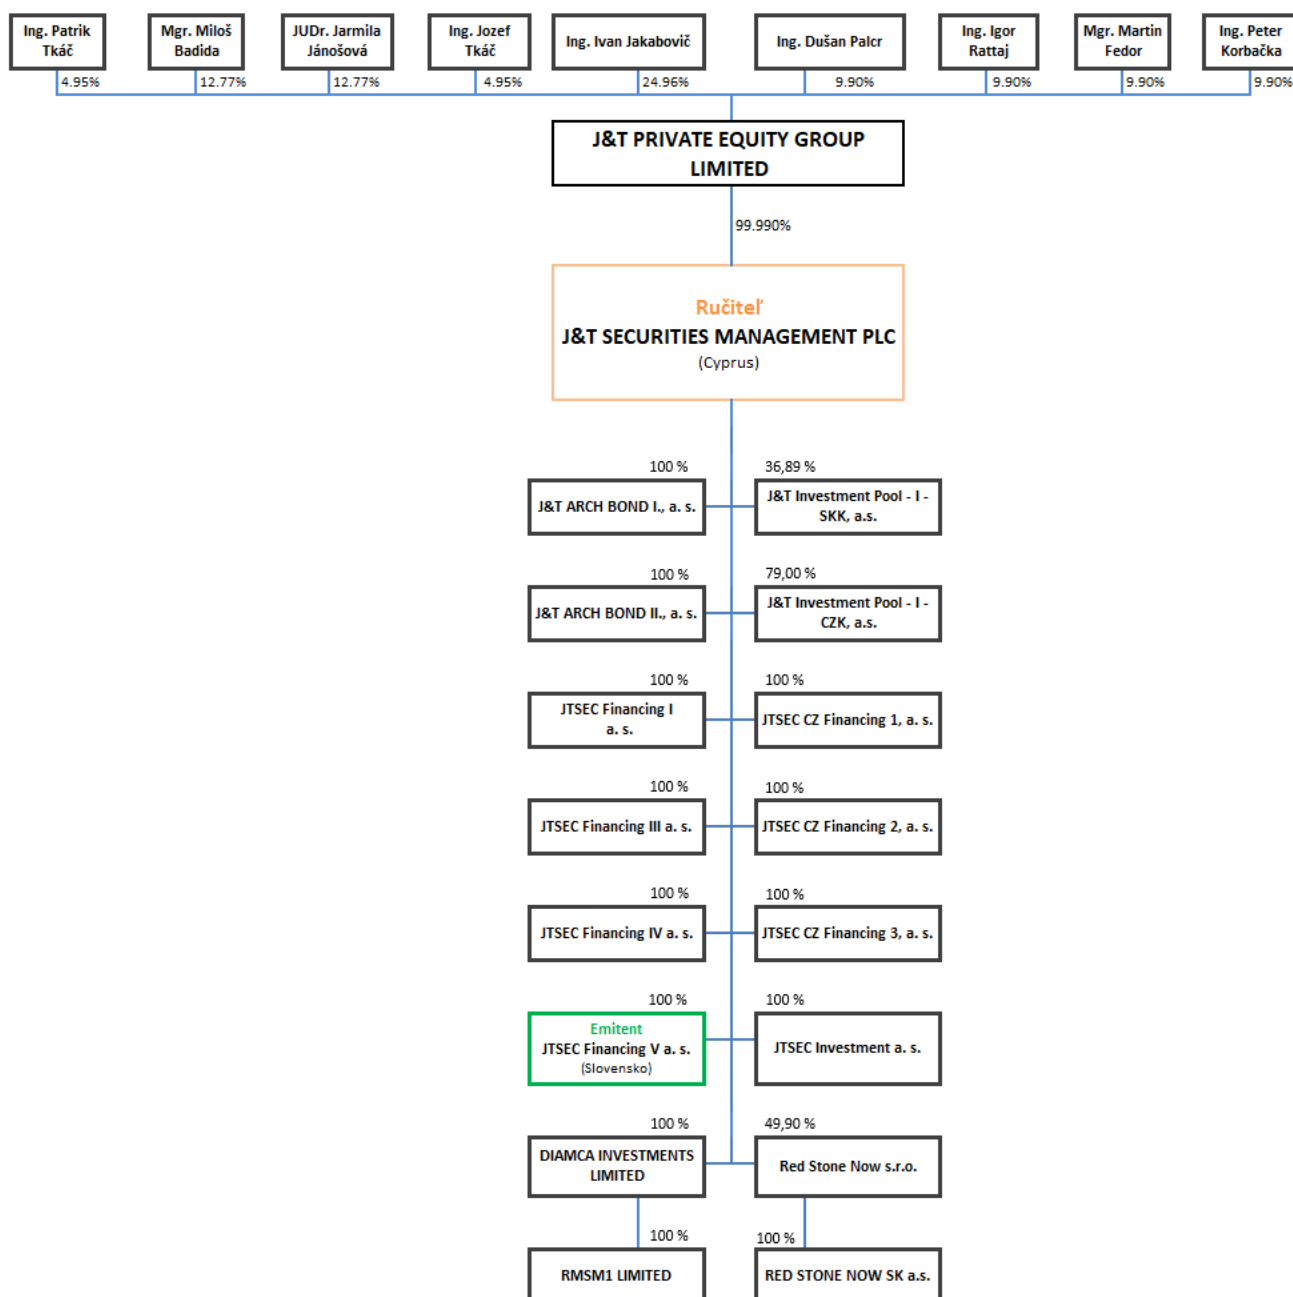 Ing. Patrik
Tkáč
Mgr. Miloš
Badida
JUDr. Jarmila
Jánošová
Ing. Jozef
Tkáč
Ing. Ivan Jakabovič
Ing. Dušan Palcr
Ing. Igor
Rattaj
Mgr. Martin
Fedor
Ing. Peter
Korbačka
4.95%
12.77%
12.77%
4.95%
24.96%
9.90%
9.90%
9.90%
9.90%
J&T PRIVATE EQUITY GROUP
LIMITED
99.990%
Ručiteľ
J&T SECURITIES MANAGEMENT PLC
(Cyprus)
100 %
36,89 %
J&T ARCH BOND I., a. s.
J&T Investment Pool - I -
SKK, a.s.
100 %
79,00 %
J&T ARCH BOND II., a. s.
J&T Investment Pool - I -
CZK, a.s.
100 %
100 %
JTSEC Financing I
a. s.
JTSEC CZ Financing 1, a. s.
100 %
100 %
JTSEC Financing III a. s.
JTSEC CZ Financing 2, a. s.
100 %
100 %
JTSEC Financing IV a. s.
JTSEC CZ Financing 3, a. s.
100 %
100 %
Emitent
JTSEC Financing V a. s.
(Slovensko)
JTSEC Investment a. s.
100 %
49,90 %
DIAMCA INVESTMENTS
LIMITED
Red Stone Now s.r.o.
100 %
100 %
RMSM1 LIMITED
RED STONE NOW SK a.s.